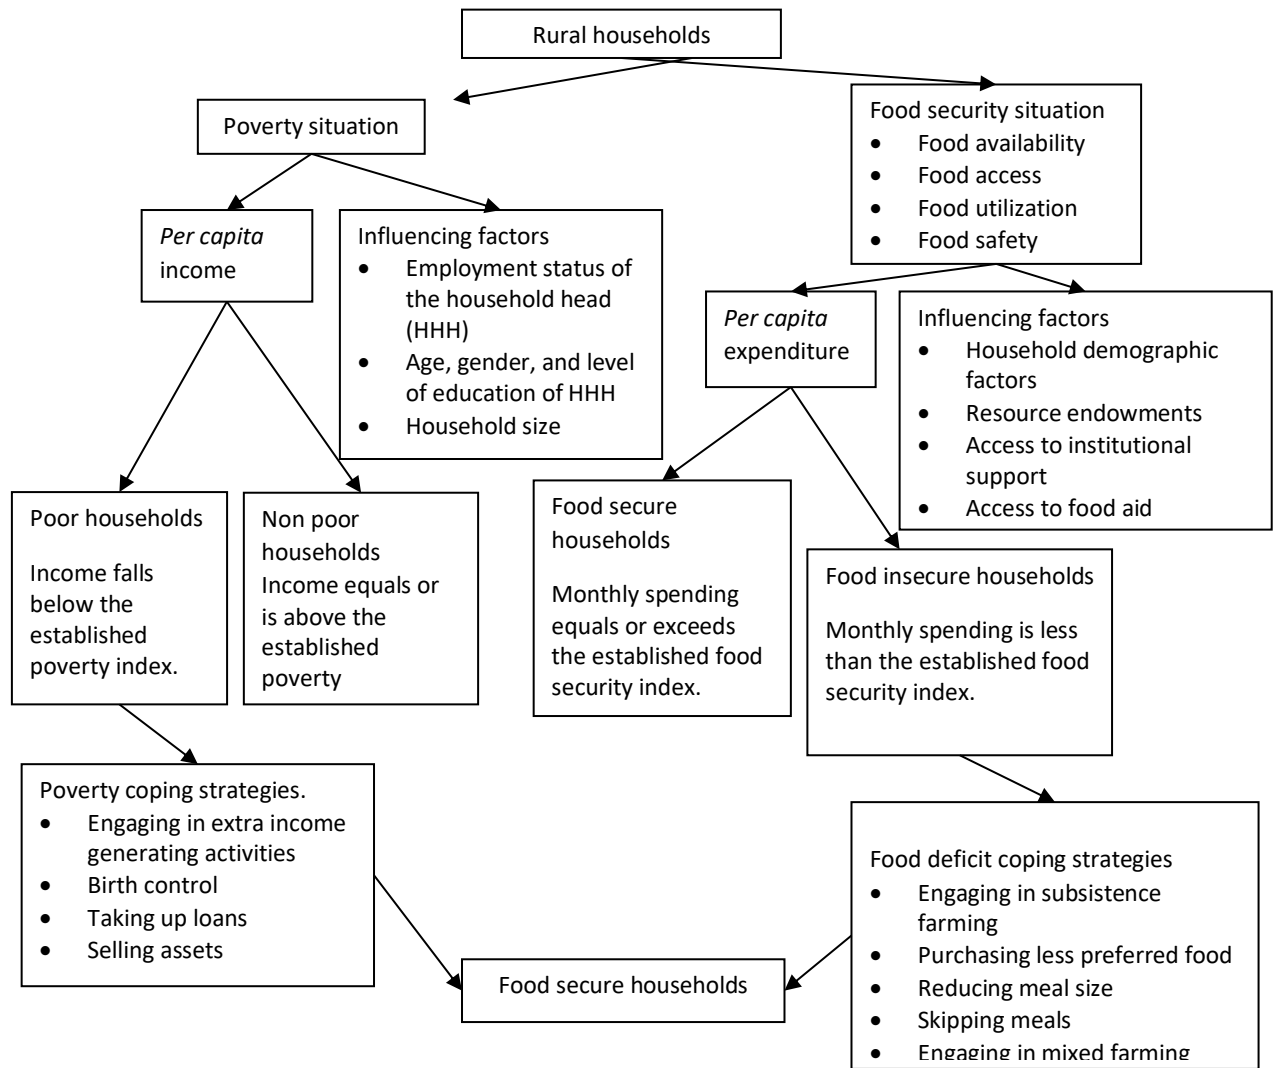 Rural households
Poverty situation
Food security situation
• Food availability
• Food access
• Food utilization
• Food safety
Per capita
income
Influencing factors
• Employment status of
the household head
(HHH)
• Age, gender, and level
of education of HHH
• Household size
Per capita
expenditure
Influencing factors
• Household demographic
factors
• Resource endowments
• Access to institutional
support
• Access to food aid
Poor households
Income falls
below the
established
poverty index.
Non poor
households
Income equals or
is above the
established
poverty
Food secure
households
Monthly spending
equals or exceeds
the established food
security index.
Food insecure households
Monthly spending is less
than the established food
security index.
Poverty coping strategies.
• Engaging in extra income
generating activities
• Birth control
• Taking up loans
• Selling assets
Food deficit coping strategies
• Engaging in subsistence
farming
• Purchasing less preferred food
• Reducing meal size
• Skipping meals
• Engaging in mixed farming
Food secure households